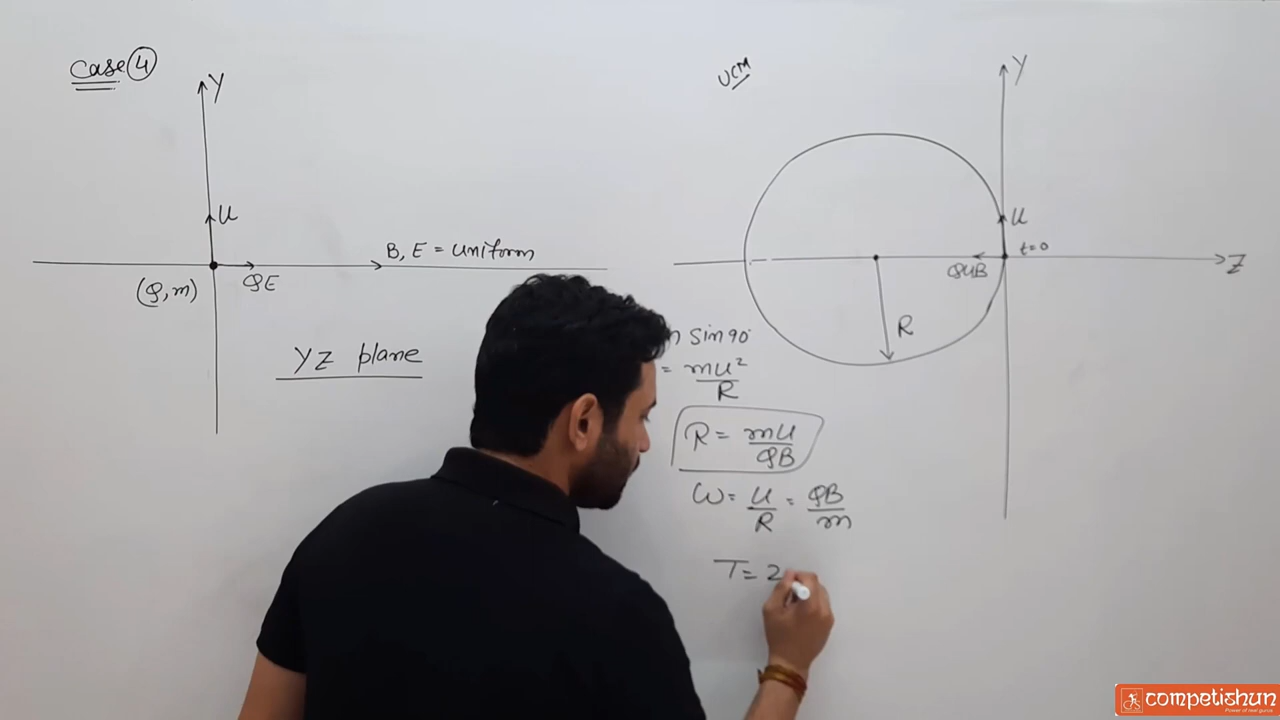 Case 4
Y
u
B, E = uniform
QE
(Q, m)
YZ plane
UCM
Y
u
t=0
QUB
Z
R
sin 90°
= mu²/R
R = mu/QB
ω = u/R = QB/m
T = 2
competishun